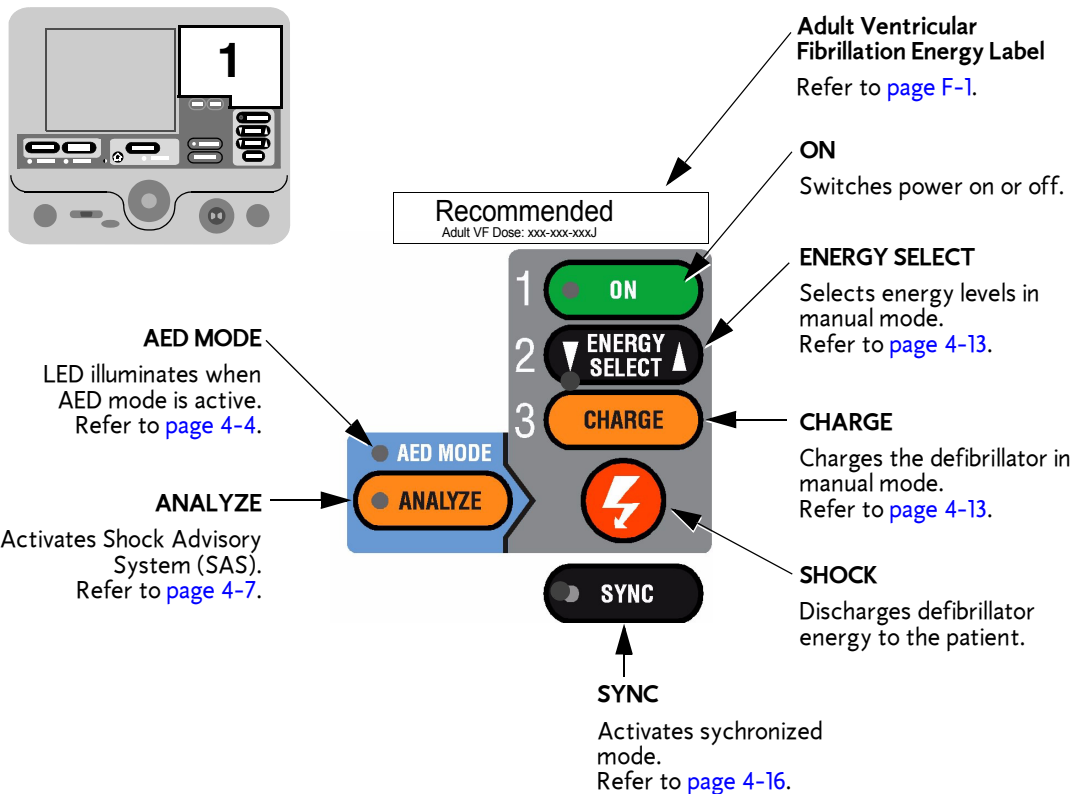 1
Adult Ventricular
Fibrillation Energy Label
Refer to page F-1.
ON
Switches power on or off.
Recommended
Adult VF Dose: xxx-xxx-xxxJ
ENERGY SELECT
Selects energy levels in
manual mode.
Refer to page 4-13.
1 ON
2 ENERGY
SELECT
3 CHARGE
AED MODE
LED illuminates when
AED mode is active.
Refer to page 4-4.
CHARGE
Charges the defibrillator in
manual mode.
Refer to page 4-13.
AED MODE
ANALYZE
ANALYZE
Activates Shock Advisory
System (SAS).
Refer to page 4-7.
SHOCK
Discharges defibrillator
energy to the patient.
SYNC
SYNC
Activates sychronized
mode.
Refer to page 4-16.